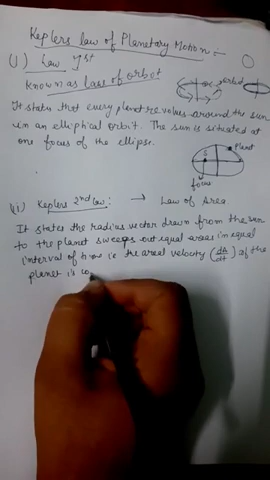 Keplers law of Planetary Motion :-
(i) Law 1st
Known as law of orbet
orbed
It states that every planet revolves around the sun
in an elliptical orbit. The sun is situated at
one focus of the ellipse.
Planet
S
focus
(ii) Keplers 2nd law: → Law of Area
It states the radius vector drawn from the sun
to the planet sweeps out equal areas in equal
interval of time i.e the areal velocity (dA/dt) of the
planet is co